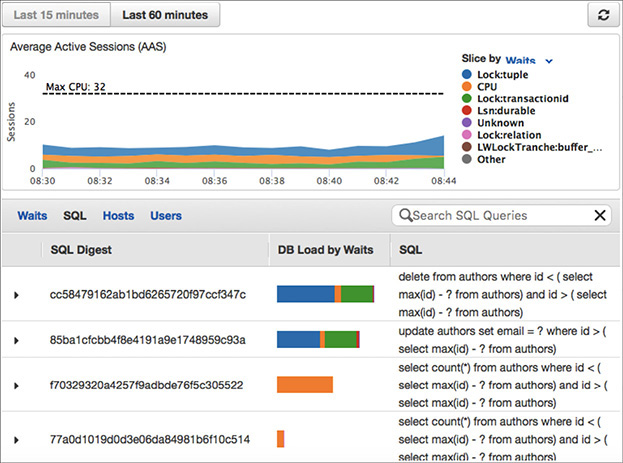 Last 15 minutes Last 60 minutes
Average Active Sessions (AAS)
Slice by Waits
40
Max CPU: 32
20
0
Sessions
08:30 08:32 08:34 08:36 08:38 08:40 08:42 08:44
Lock:tuple
CPU
Lock:transactionid
Lsn:durable
Unknown
Lock:relation
LWLockTranche:buffer_...
Other
Waits SQL Hosts Users Search SQL Queries
SQL Digest DB Load by Waits SQL
cc58479162ab1bd6265720f97ccf347c
delete from authors where id < ( select
max(id) - ? from authors) and id > ( select
max(id) - ? from authors)
85ba1cfcbb4f8e4191a9e1748959c93a
update authors set email = ? where id > (
select max(id) - ? from authors)
f70329320a4257f9adbde76f5c305522
select count(*) from authors where id < (
select max(id) - ? from authors) and id > (
select max(id) - ? from authors)
77a0d1019d0d3e06da84981b6f10c514
select count(*) from authors where id < (
select max(id) - ? from authors) and id > (
select max(id) - ? from authors)